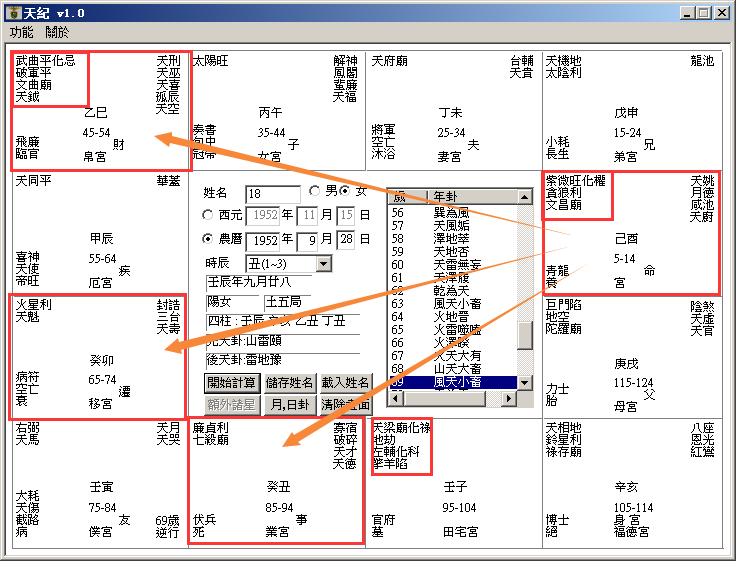 天紀 v1.0
功能 關於
武曲平化忌
破軍平
文曲廟
天鉞
天刑
天巫
天喜
孤辰
天空
乙巳
飛廉
臨官
45-54
財
帛宮
太陽旺
解神
鳳閣
蜚廉
天福
丙午
奏書
旬中
冠帶
35-44
子
女宮
天府廟
台輔
天貴
丁未
將軍
空亡
沐浴
25-34
夫
妻宮
天機地
太陰利
龍池
戊申
小耗
長生
15-24
兄
弟宮
天同平
華蓋
甲辰
喜神
天使
帝旺
55-64
疾
厄宮
姓名 18 男 女
西元 1952 年 11 月 15 日
農曆 1952 年 9 月 28 日
時辰 丑(1~3)
壬辰年九月廿八
陽女 土五局
四柱 : 壬辰 辛亥 乙丑 丁丑
先天卦:山雷頤
後天卦:雷地豫
開始計算 儲存姓名 載入姓名
額外諸星 月,日卦 清除畫面
歲 年卦
56 巽為風
57 天風姤
58 澤地萃
59 天地否
60 天雷無妄
61 天澤履
62 乾為天
63 風天小畜
64 火地晉
65 火雷噬嗑
66 火澤睽
67 火天大有
68 山天大畜
69 風天小畜
紫微旺化權
貪狼利
文昌廟
天姚
月德
咸池
天廚
己酉
青龍
養
5-14
命
宮
火星利
天魁
封誥
三台
天壽
癸卯
病符
空亡
衰
65-74
遷
移宮
巨門陷
地空
陀羅廟
陰煞
天虛
天官
庚戌
力士
胎
115-124
父
母宮
右弼
天馬
天月
天哭
壬寅
大耗
天傷
截路
病
75-84
友
僕宮
69歲
逆行
廉貞利
七殺廟
寡宿
破碎
天才
天德
癸丑
伏兵
死
85-94
事
業宮
天梁廟化祿
地劫
左輔化科
擎羊陷
壬子
官府
墓
95-104
田宅宮
天相地
鈴星利
祿存廟
八座
恩光
紅鸞
辛亥
博士
絕
105-114
身 宮
福德宮